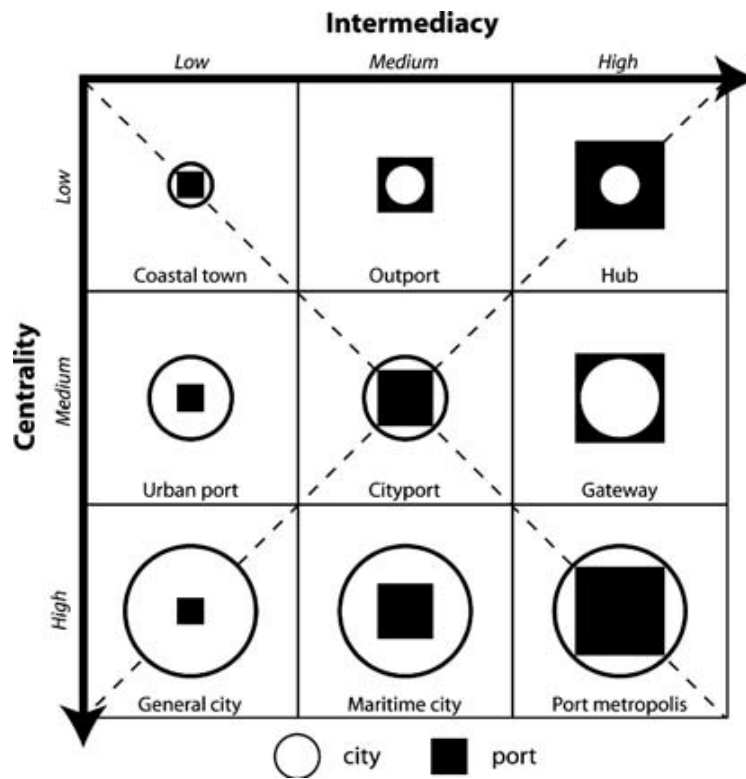 Intermediacy
Low Medium High
Centrality
Low
Coastal town Outport Hub
Medium
Urban port Cityport Gateway
High
General city Maritime city Port metropolis
city port